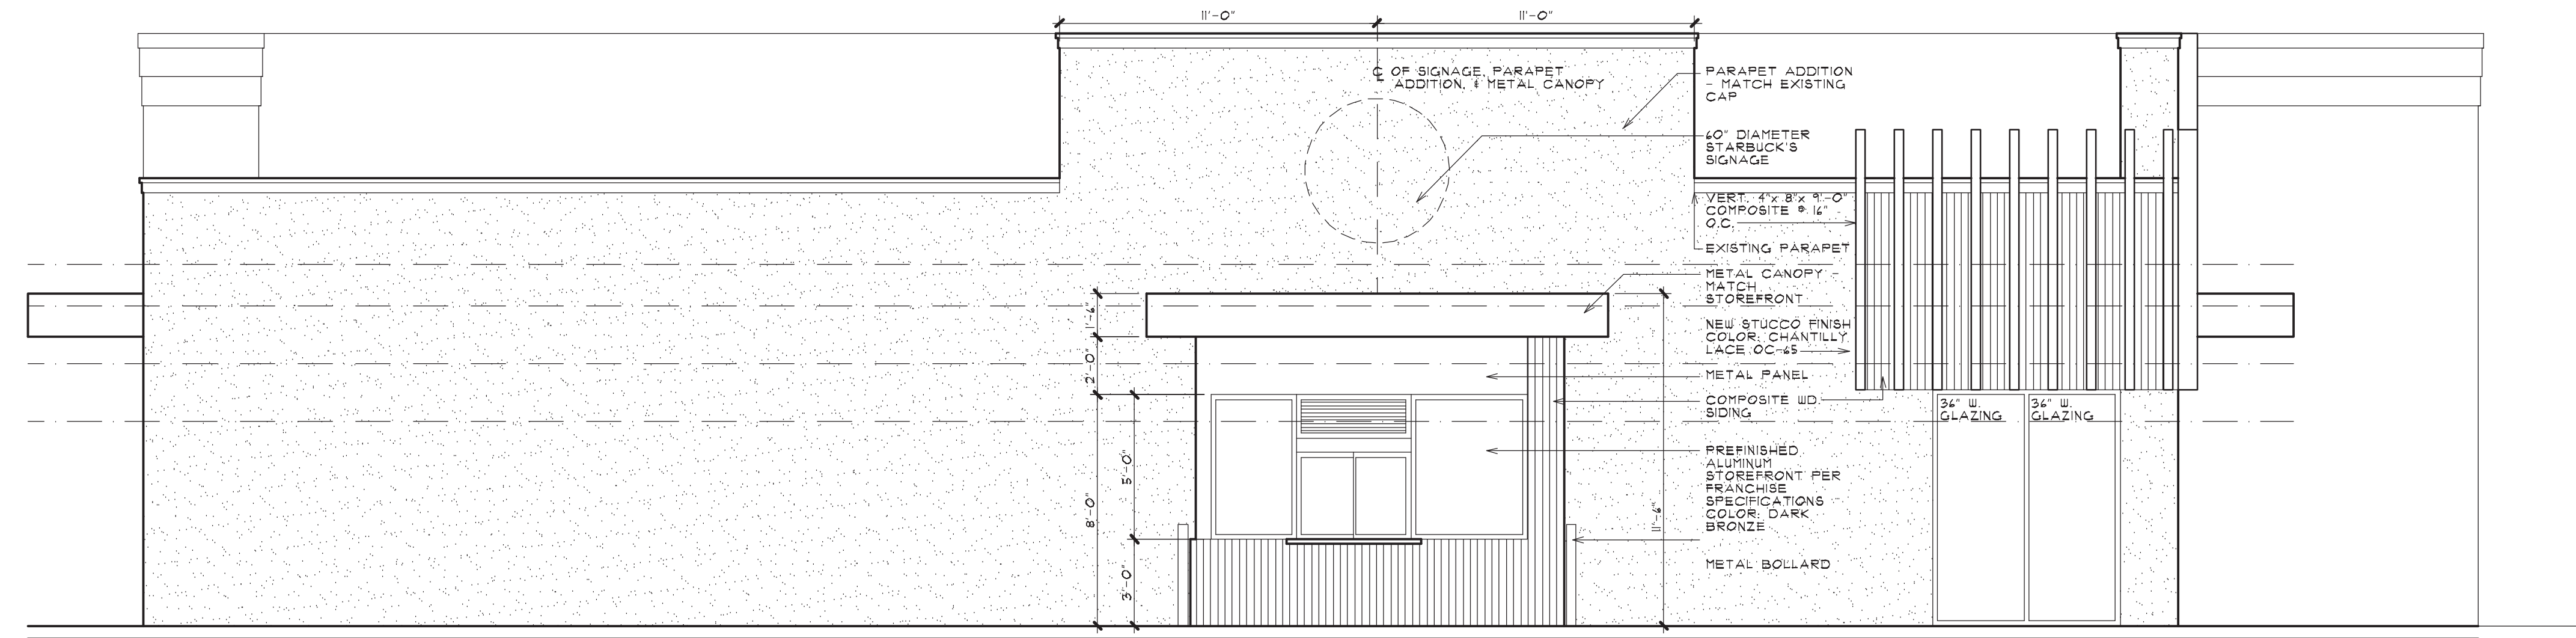 11'-0"
11'-0"
℄ OF SIGNAGE, PARAPET
ADDITION, & METAL CANOPY
PARAPET ADDITION
- MATCH EXISTING
CAP
60" DIAMETER
STARBUCK'S
SIGNAGE
VERT. 4"x 8"x 9'-0"
COMPOSITE @ 16"
O.C.
EXISTING PARAPET
METAL CANOPY -
MATCH
STOREFRONT
NEW STUCCO FINISH
COLOR: CHANTILLY
LACE OC-65
METAL PANEL
COMPOSITE WD.
SIDING
PREFINISHED
ALUMINUM
STOREFRONT PER
FRANCHISE
SPECIFICATIONS
COLOR: DARK
BRONZE
METAL BOLLARD
1'-6"
2'-0"
8'-0"
5'-0"
3'-0"
11'-6"
36" W.
GLAZING
36" W.
GLAZING